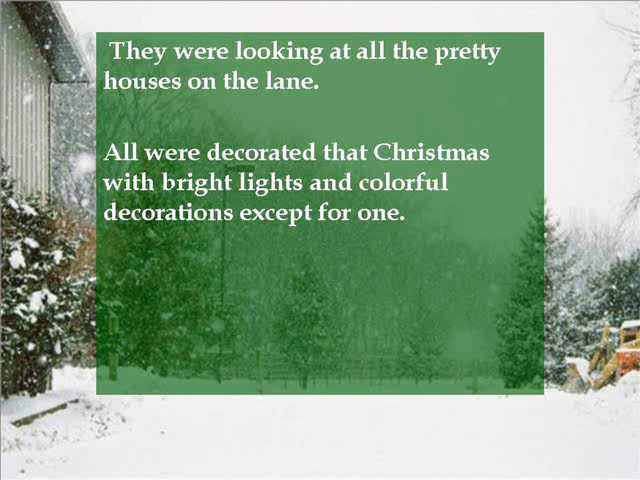 They were looking at all the pretty
houses on the lane.
All were decorated that Christmas
with bright lights and colorful
decorations except for one.